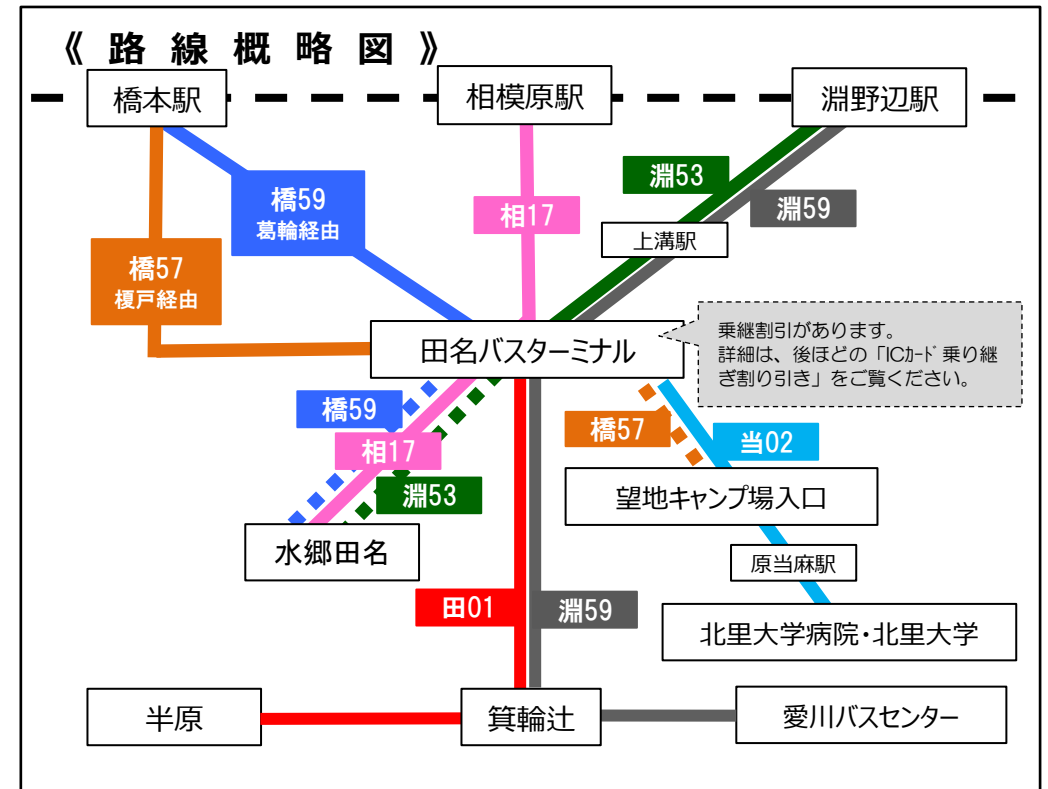 《 路 線 概 略 図 》
橋本駅
相模原駅
淵野辺駅
淵53
橋59
葛輪経由
相17
淵59
上溝駅
橋57
榎戸経由
田名バスターミナル
乗継割引があります。
詳細は、後ほどの「ICｶｰﾄﾞ乗り継
ぎ割り引き」をご覧ください。
橋59
橋57
相17
当02
淵53
望地キャンプ場入口
水郷田名
原当麻駅
田01
淵59
北里大学病院・北里大学
半原
箕輪辻
愛川バスセンター